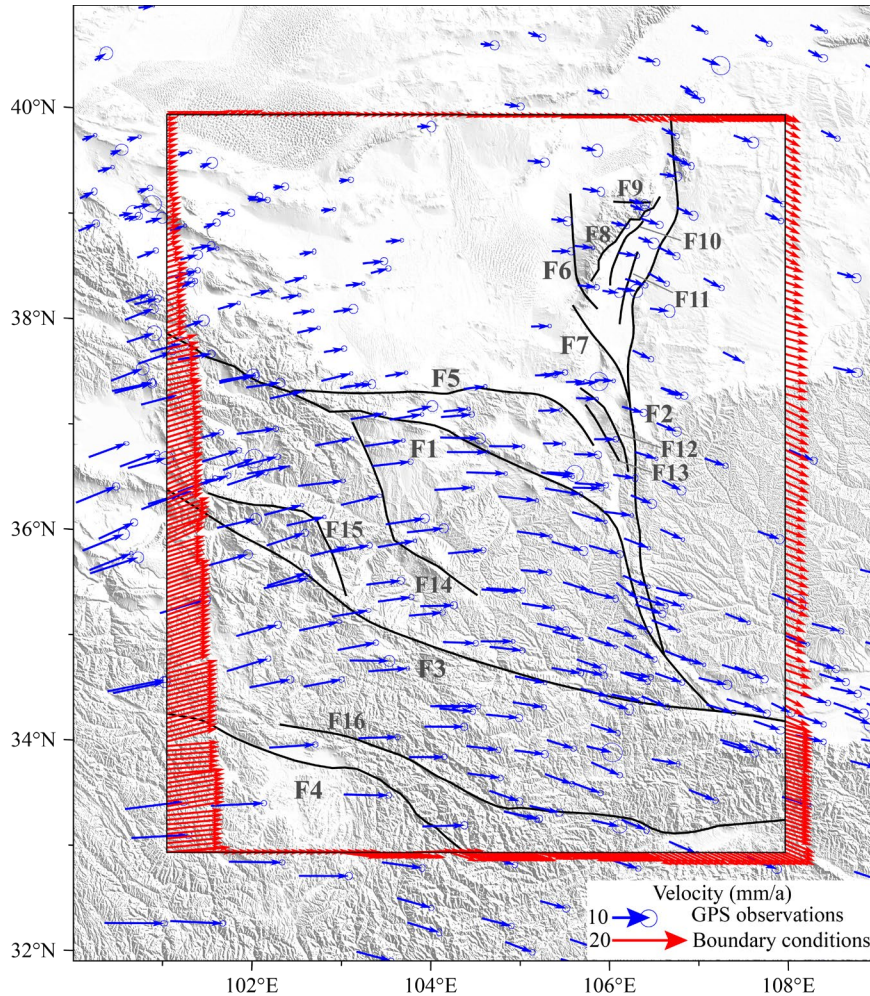 40°N
38°N
36°N
34°N
32°N
102°E
104°E
106°E
108°E
F9
F8
F10
F6
F11
F7
F5
F2
F1
F12
F13
F15
F14
F3
F16
F4
Velocity (mm/a)
10 GPS observations
20 Boundary conditions